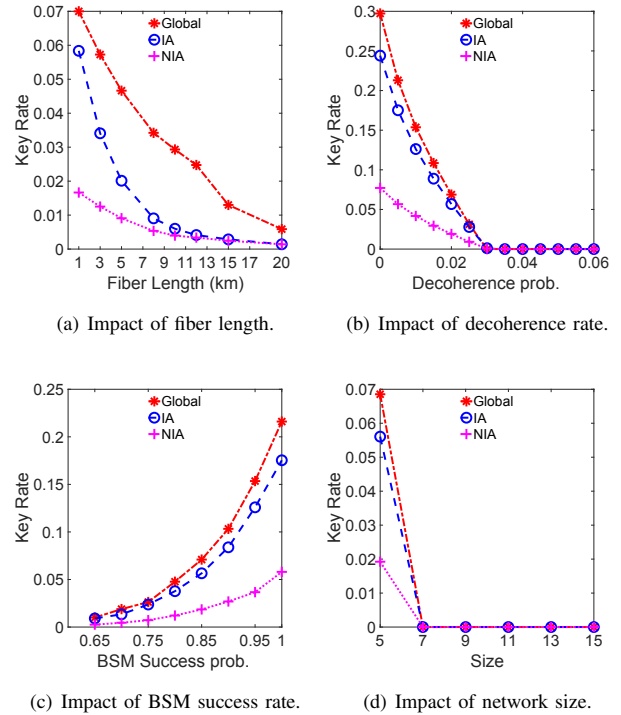 0.07
0.06
0.05
0.04
0.03
0.02
0.01
0
Key Rate
Global
IA
NIA
1 3 5 7 9 11 13 15 17 20
Fiber Length (km)
(a) Impact of fiber length.
0.3
0.25
0.2
0.15
0.1
0.05
0
Key Rate
Global
IA
NIA
0 0.02 0.04 0.06
Decoherence prob.
(b) Impact of decoherence rate.
0.25
0.2
0.15
0.1
0.05
0
Key Rate
Global
IA
NIA
0.65 0.75 0.85 0.95 1
BSM Success prob.
(c) Impact of BSM success rate.
0.07
0.06
0.05
0.04
0.03
0.02
0.01
0
Key Rate
Global
IA
NIA
5 7 9 11 13 15
Size
(d) Impact of network size.